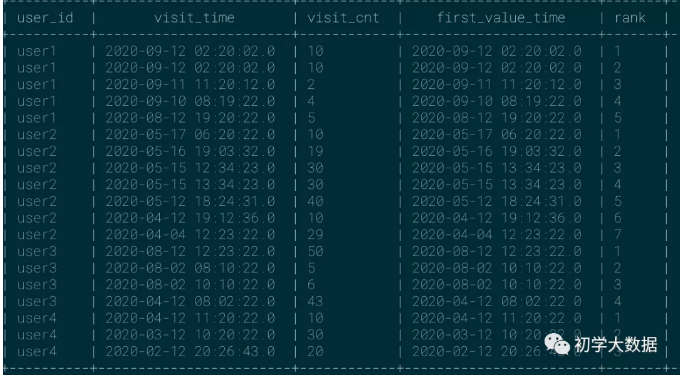 | user_id | visit_time | visit_cnt | first_value_time | rank |
| user1 | 2020-09-12 02:20:02.0 | 10 | 2020-09-12 02:20:02.0 | 1 |
| user1 | 2020-09-12 02:20:02.0 | 10 | 2020-09-12 02:20:02.0 | 2 |
| user1 | 2020-09-11 11:20:12.0 | 2 | 2020-09-11 11:20:12.0 | 3 |
| user1 | 2020-09-10 08:19:22.0 | 4 | 2020-09-10 08:19:22.0 | 4 |
| user1 | 2020-08-12 19:20:22.0 | 5 | 2020-08-12 19:20:22.0 | 5 |
| user2 | 2020-05-17 06:20:22.0 | 10 | 2020-05-17 06:20:22.0 | 1 |
| user2 | 2020-05-16 19:03:32.0 | 19 | 2020-05-16 19:03:32.0 | 2 |
| user2 | 2020-05-15 12:34:23.0 | 30 | 2020-05-15 13:34:23.0 | 3 |
| user2 | 2020-05-15 13:34:23.0 | 30 | 2020-05-15 13:34:23.0 | 4 |
| user2 | 2020-05-12 18:24:31.0 | 40 | 2020-05-12 18:24:31.0 | 5 |
| user2 | 2020-04-12 19:12:36.0 | 10 | 2020-04-12 19:12:36.0 | 6 |
| user2 | 2020-04-04 12:23:22.0 | 29 | 2020-04-04 12:23:22.0 | 7 |
| user3 | 2020-08-12 12:23:22.0 | 50 | 2020-08-12 12:23:22.0 | 1 |
| user3 | 2020-08-02 08:10:22.0 | 5 | 2020-08-02 10:10:22.0 | 2 |
| user3 | 2020-08-02 10:10:22.0 | 6 | 2020-08-02 10:10:22.0 | 3 |
| user3 | 2020-04-12 08:02:22.0 | 43 | 2020-04-12 08:02:22.0 | 4 |
| user4 | 2020-04-12 11:20:22.0 | 10 | 2020-04-12 11:20:22.0 | 1 |
| user4 | 2020-03-12 10:20:22.0 | 30 | 2020-03-12
| user4 | 2020-02-12 20:26:43.0 | 20 | 2020-02-12
初学大数据